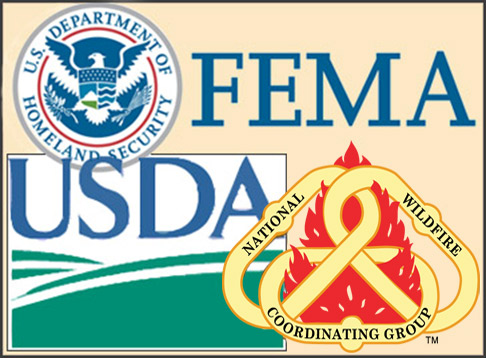 U.S. DEPARTMENT OF
HOMELAND SECURITY
FEMA
USDA
NATIONAL
WILDFIRE
COORDINATING GROUP
TM